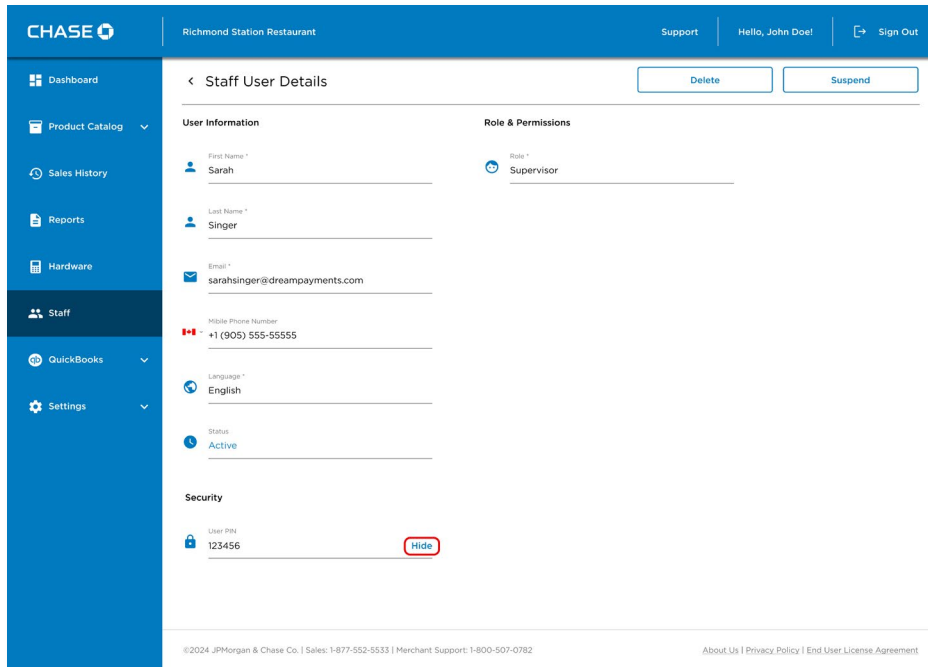 CHASE
Richmond Station Restaurant
Support
Hello, John Doe!
Sign Out
Dashboard
Product Catalog
Sales History
Reports
Hardware
Staff
qb QuickBooks
Settings
< Staff User Details
Delete
Suspend
User Information
First Name *
Sarah
Last Name *
Singer
Email *
sarahsinger@dreampayments.com
Mibile Phone Number
+1 (905) 555-55555
Language *
English
Status
Active
Role & Permissions
Role *
Supervisor
Security
User PIN
123456
Hide
©2024 JPMorgan & Chase Co. | Sales: 1-877-552-5533 | Merchant Support: 1-800-507-0782
About Us | Privacy Policy | End User License Agreement